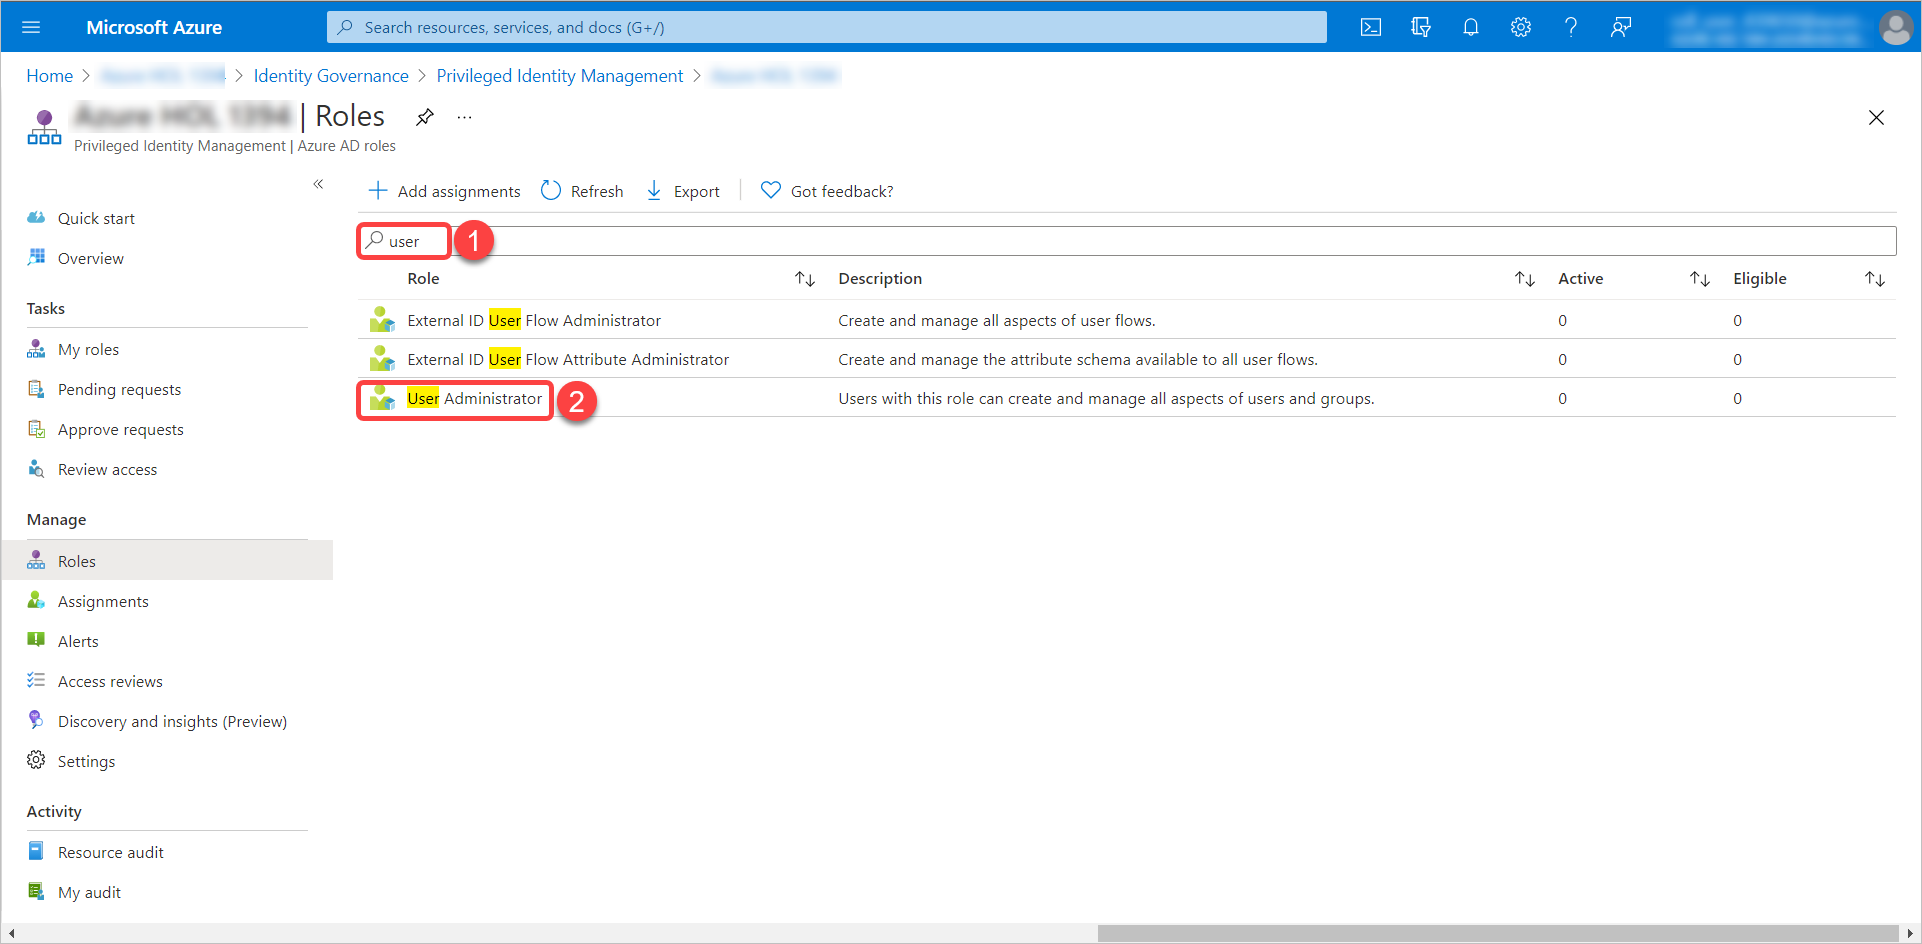 Microsoft Azure
Search resources, services, and docs (G+/)
Home > > Identity Governance > Privileged Identity Management >
| Roles
Privileged Identity Management | Azure AD roles
Add assignments Refresh Export Got feedback?
Quick start
Overview
Tasks
My roles
Pending requests
Approve requests
Review access
Manage
Roles
Assignments
Alerts
Access reviews
Discovery and insights (Preview)
Settings
Activity
Resource audit
My audit
user 1
Role Description Active Eligible
External ID User Flow Administrator Create and manage all aspects of user flows. 0 0
External ID User Flow Attribute Administrator Create and manage the attribute schema available to all user flows. 0 0
User Administrator 2 Users with this role can create and manage all aspects of users and groups. 0 0